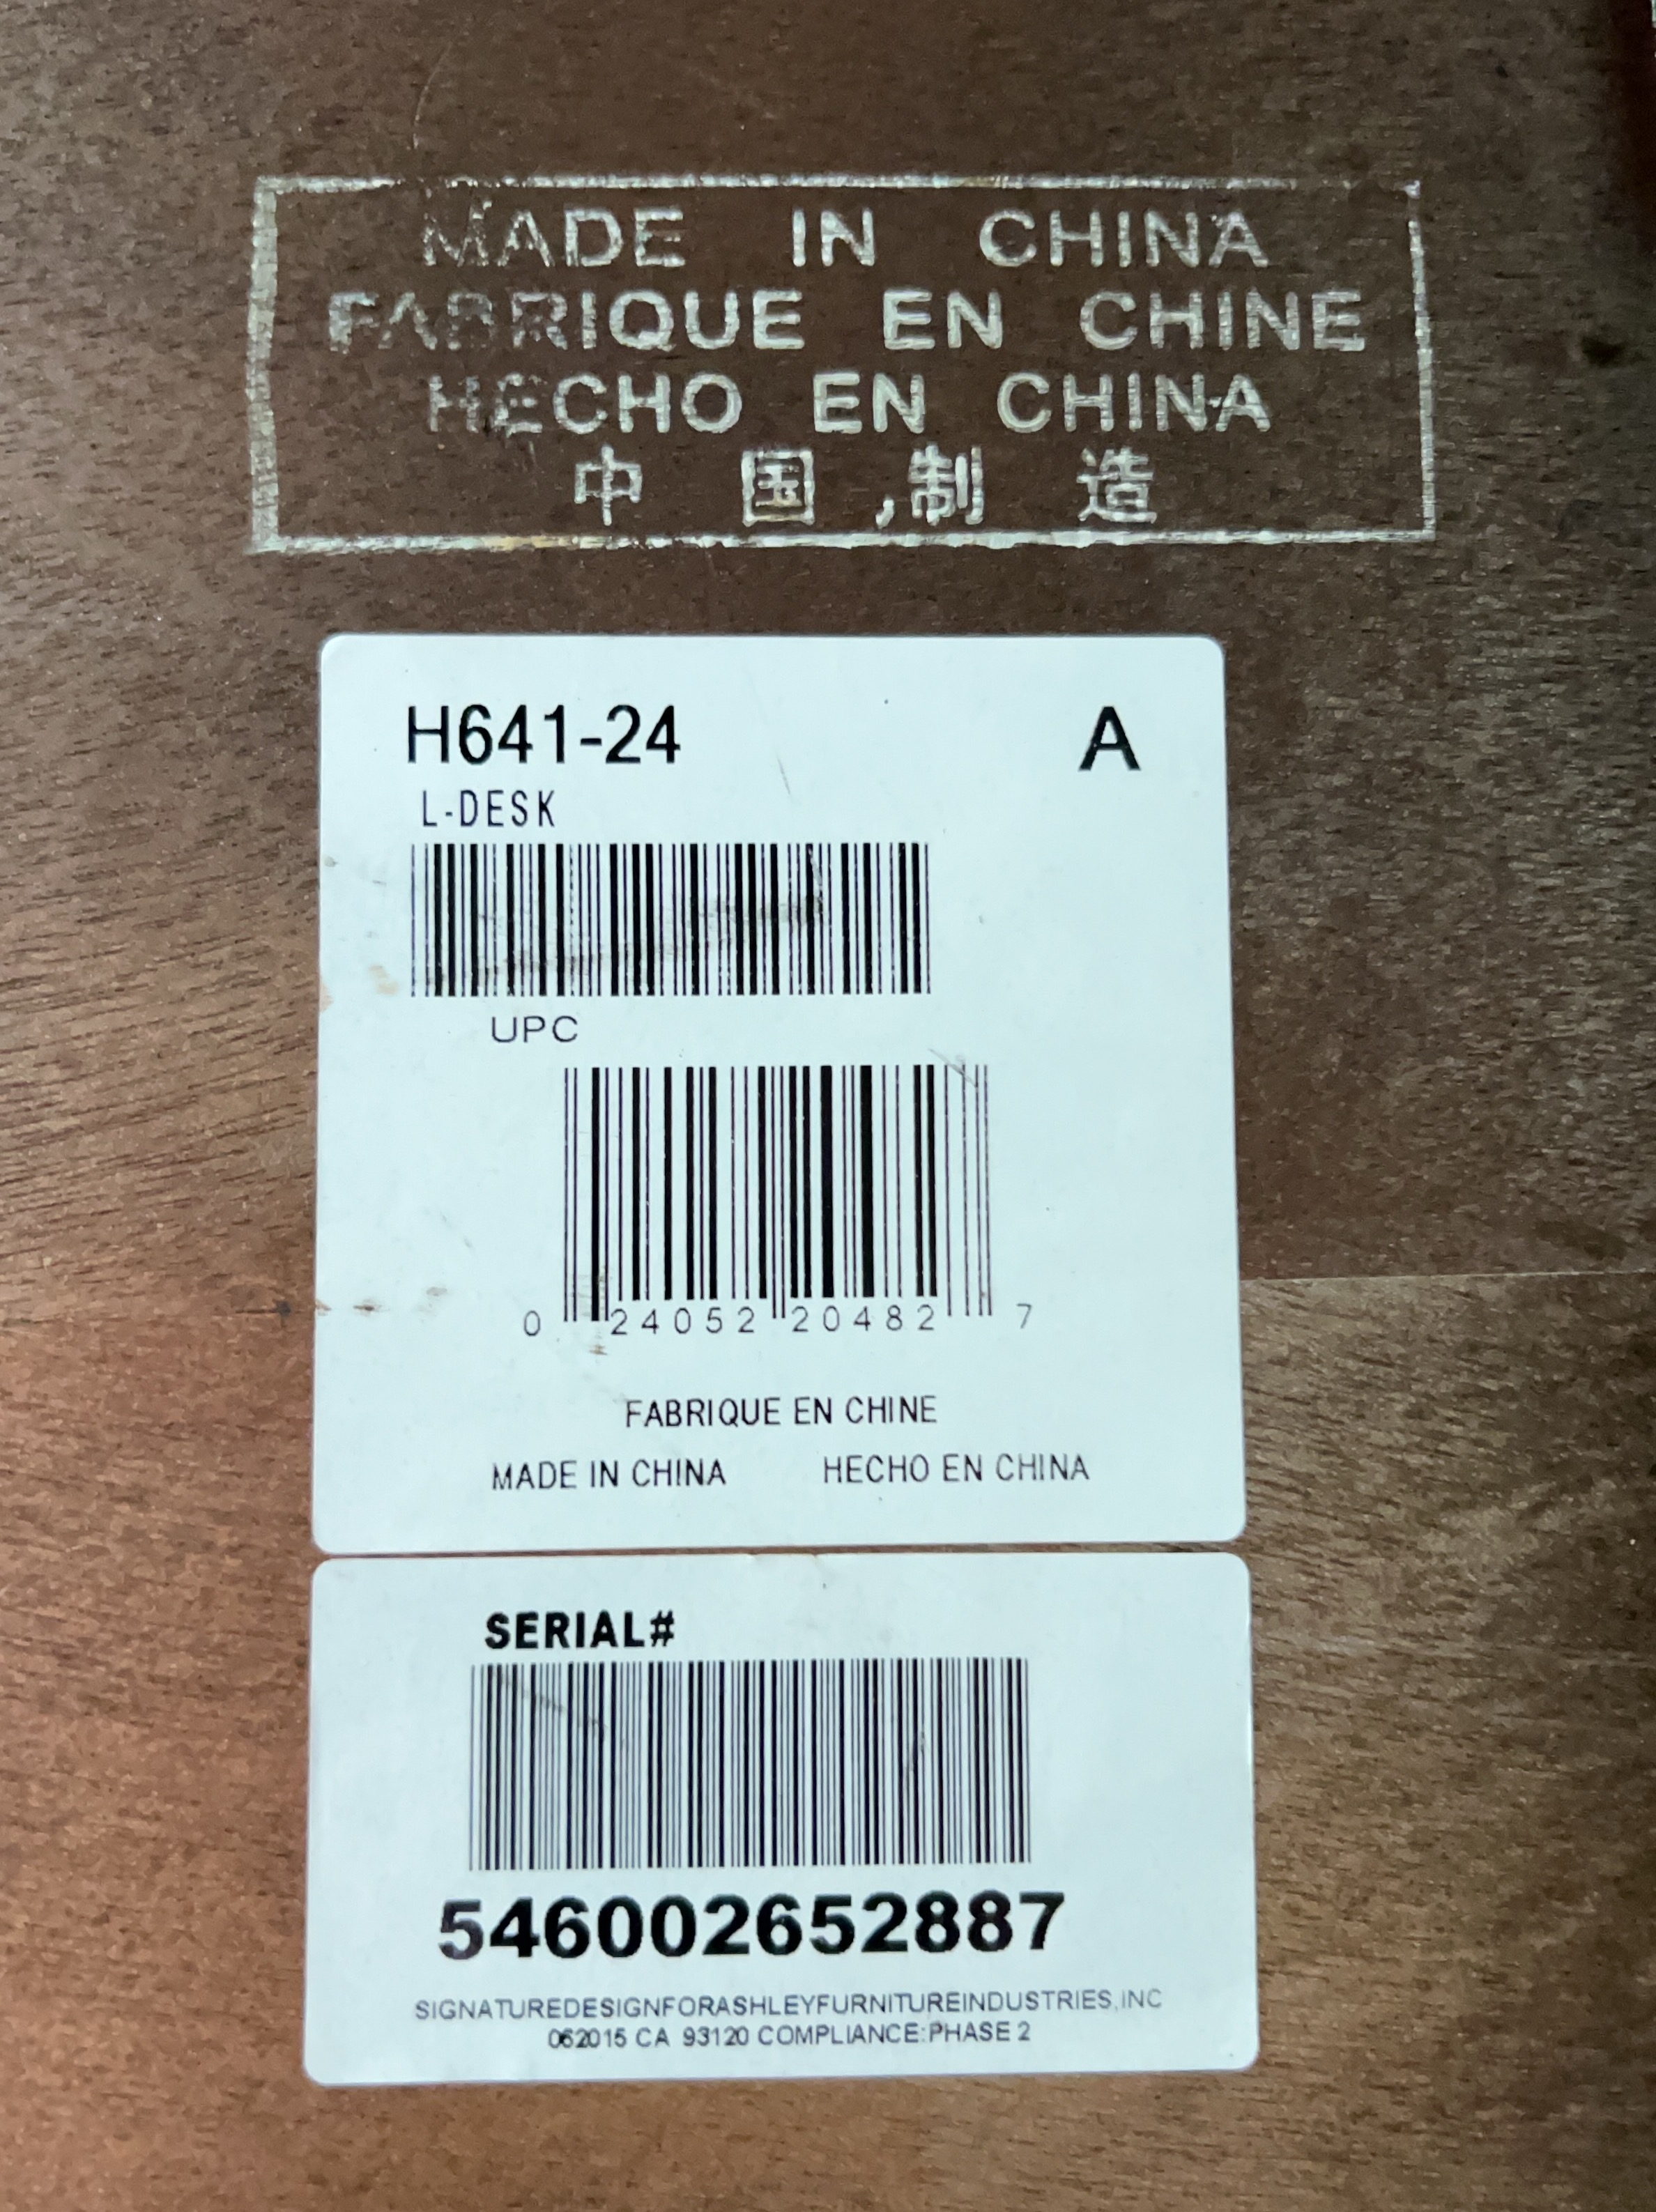 MADE IN CHINA
FABRIQUE EN CHINE
HECHO EN CHINA
中国制造
H641-24 A
L-DESK
UPC
0 24052 20482 7
FABRIQUE EN CHINE
MADE IN CHINA HECHO EN CHINA
SERIAL#
546002652887
SIGNATUREDESIGNFORASHLEYFURNITUREINDUSTRIES,INC
CA 93120 COMPLIANCE:PHASE 2